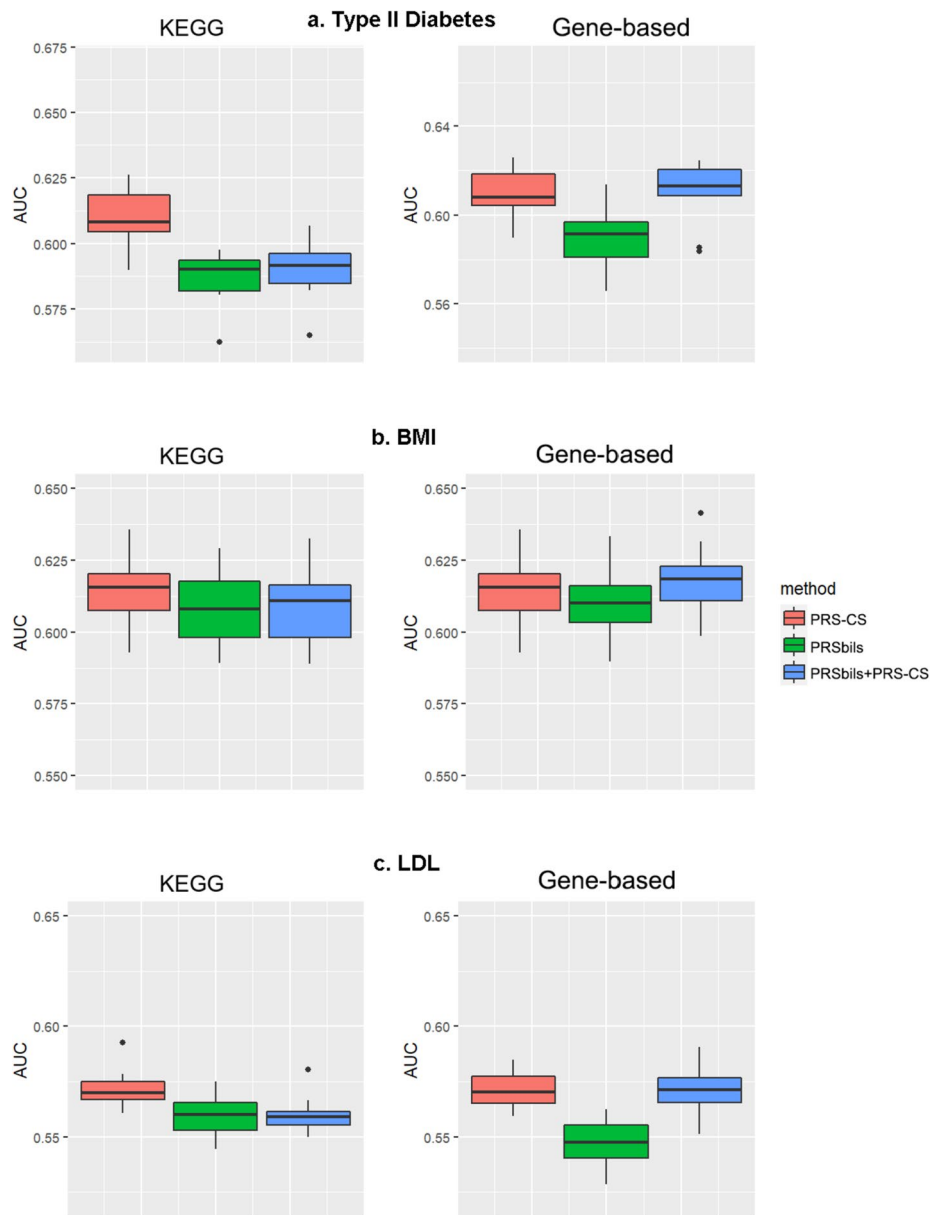 a. Type II Diabetes
KEGG
Gene-based
0.675
0.650
0.625
0.600
0.575
AUC
0.64
0.60
0.56
AUC
b. BMI
KEGG
Gene-based
0.650
0.625
0.600
0.575
0.550
AUC
0.650
0.625
0.600
0.575
0.550
AUC
method
PRS-CS
PRSbils
PRSbils+PRS-CS
c. LDL
KEGG
Gene-based
0.65
0.60
0.55
AUC
0.65
0.60
0.55
AUC